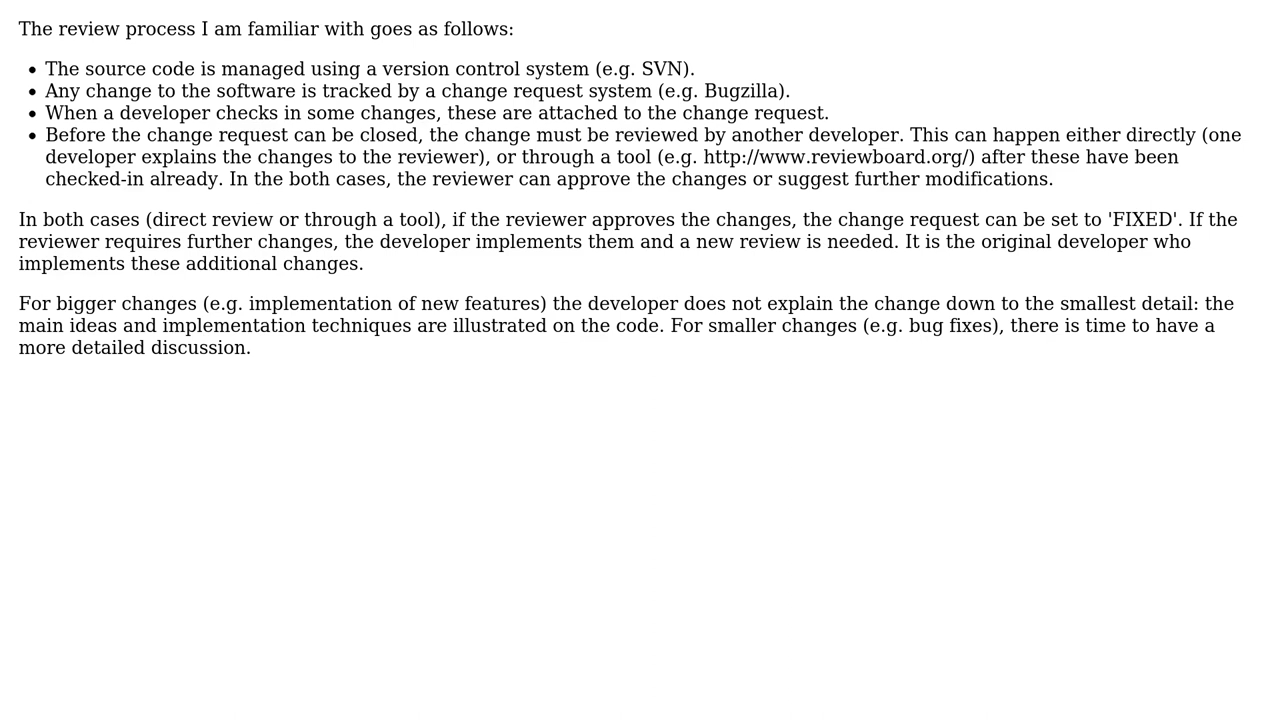 The review process I am familiar with goes as follows:
• The source code is managed using a version control system (e.g. SVN).
• Any change to the software is tracked by a change request system (e.g. Bugzilla).
• When a developer checks in some changes, these are attached to the change request.
• Before the change request can be closed, the change must be reviewed by another developer. This can happen either directly (one
developer explains the changes to the reviewer), or through a tool (e.g. http://www.reviewboard.org/) after these have been
checked-in already. In the both cases, the reviewer can approve the changes or suggest further modifications.
In both cases (direct review or through a tool), if the reviewer approves the changes, the change request can be set to 'FIXED'. If the
reviewer requires further changes, the developer implements them and a new review is needed. It is the original developer who
implements these additional changes.
For bigger changes (e.g. implementation of new features) the developer does not explain the change down to the smallest detail: the
main ideas and implementation techniques are illustrated on the code. For smaller changes (e.g. bug fixes), there is time to have a
more detailed discussion.